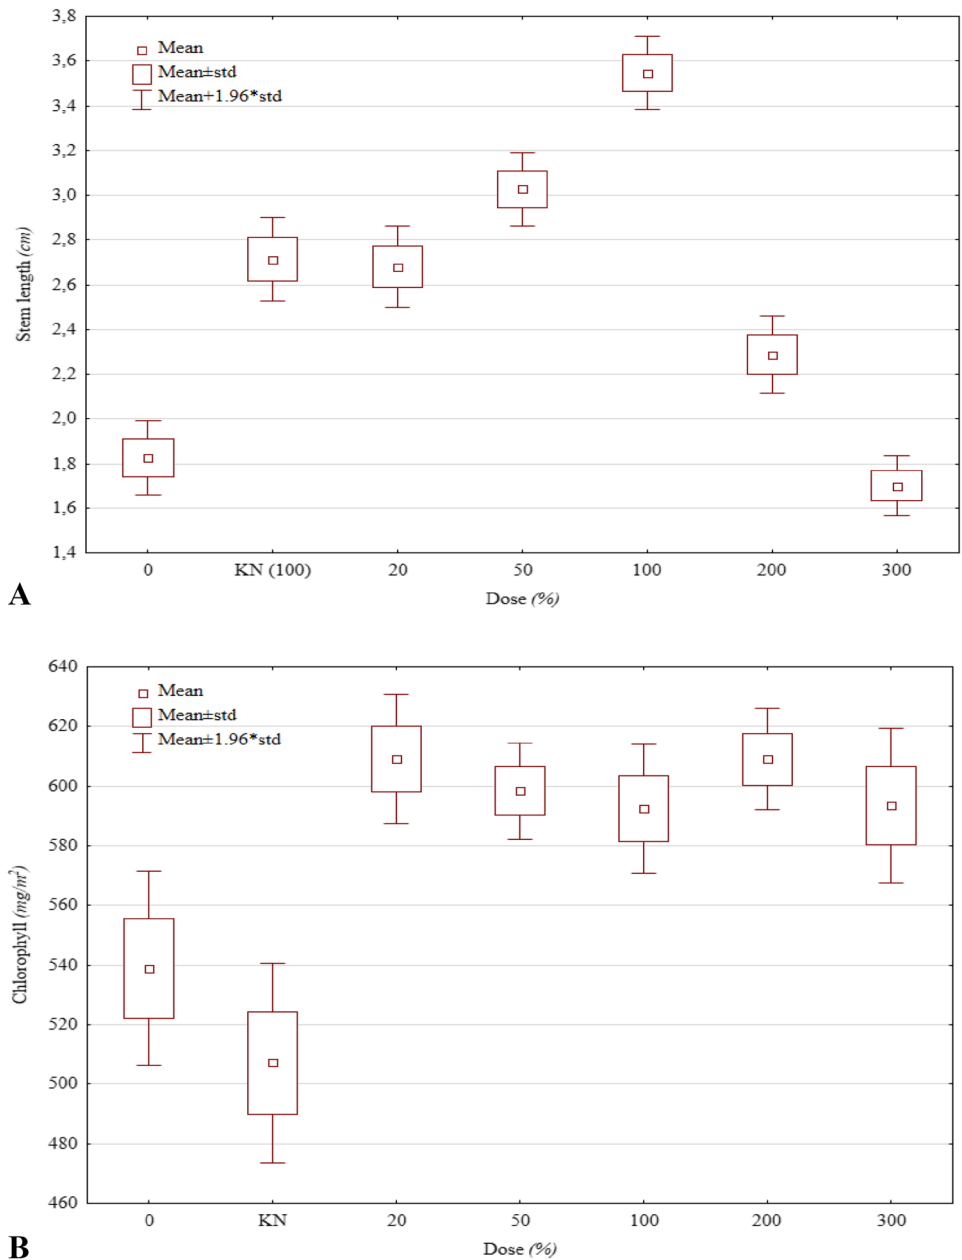 3,8
3,6
3,4
3,2
3,0
2,8
2,6
2,4
2,2
2,0
1,8
1,6
1,4
Stem length (cm)
Mean
Mean±std
Mean+1.96*std
0 KN (100) 20 50 100 200 300
Dose (%)
A
640
620
600
580
560
540
520
500
480
460
Chlorophyll (mg/m²)
Mean
Mean±std
Mean±1.96*std
0 KN 20 50 100 200 300
Dose (%)
B